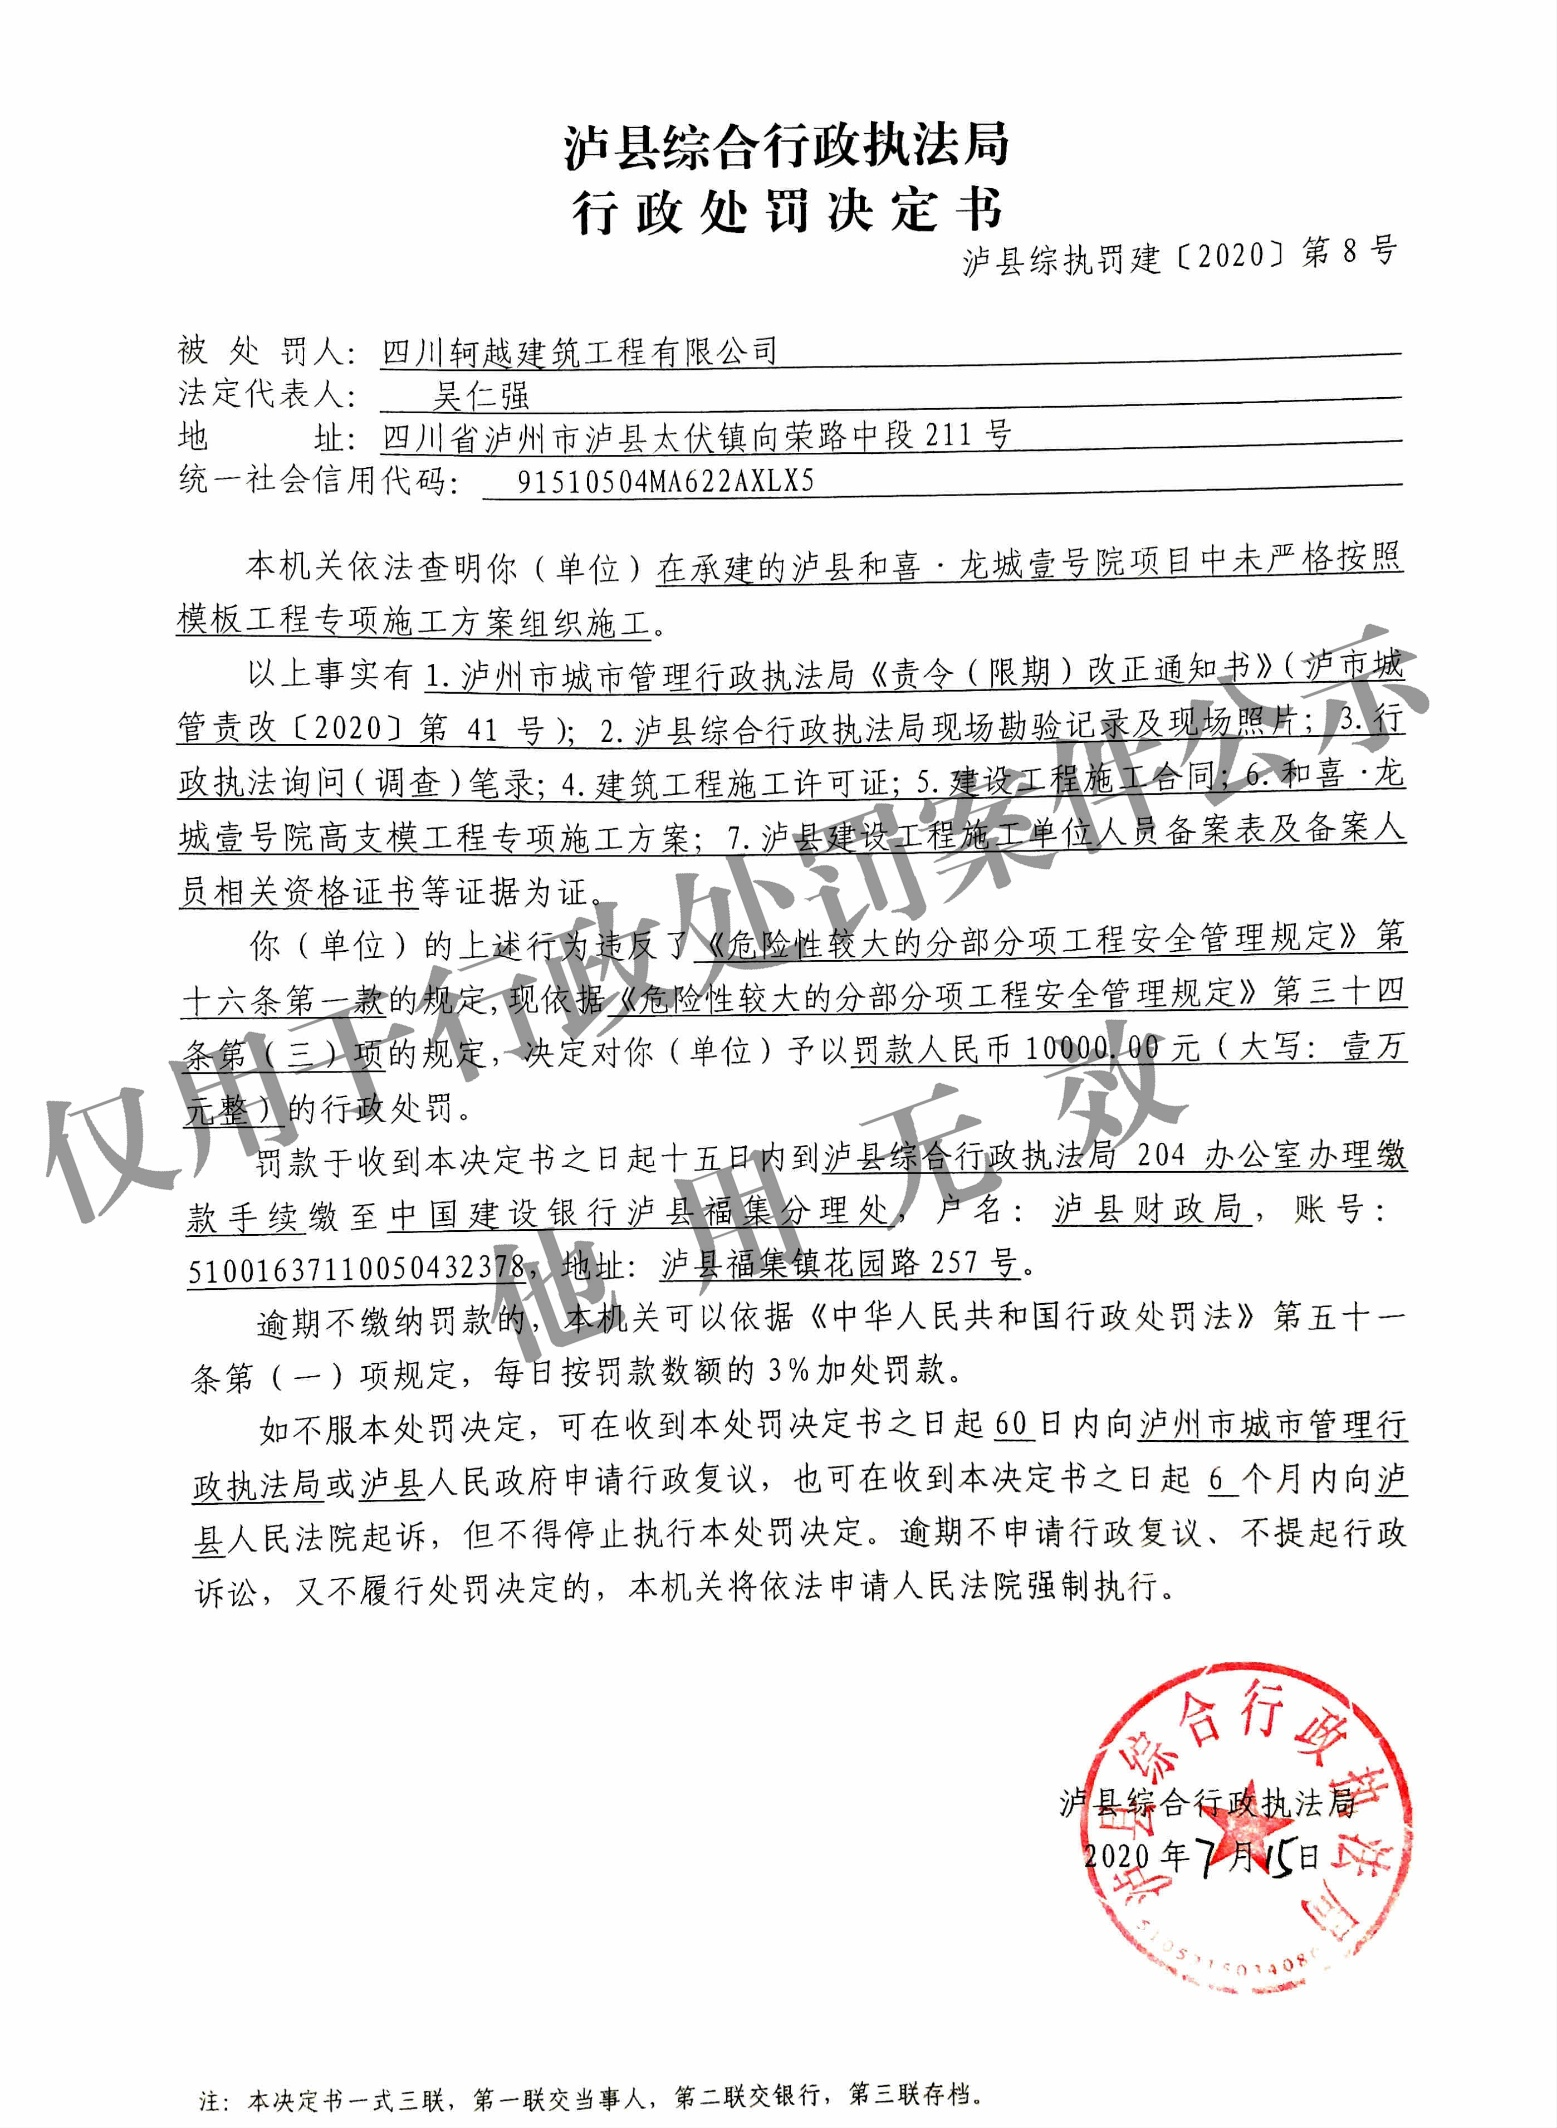 泸县综合行政执法局
行政处罚决定书
泸县综执罚建〔2020〕第 8 号
被 处 罚人：四川轲越建筑工程有限公司
法定代表人： 吴仁强
地 址：四川省泸州市泸县太伏镇向荣路中段 211 号
统一社会信用代码： 91510504MA622AXLX5
本机关依法查明你（单位）在承建的泸县和喜·龙城壹号院项目中未严格按照
模板工程专项施工方案组织施工。
以上事实有 1.泸州市城市管理行政执法局《责令（限期）改正通知书》（泸市城
管责改〔2020〕第 41 号）；2.泸县综合行政执法局现场勘验记录及现场照片；3.行
政执法询问（调查）笔录；4.建筑工程施工许可证；5.建设工程施工合同；6.和喜·龙
城壹号院高支模工程专项施工方案；7.泸县建设工程施工单位人员备案表及备案人
员相关资格证书等证据为证。
你（单位）的上述行为违反了《危险性较大的分部分项工程安全管理规定》第
十六条第一款的规定，现依据《危险性较大的分部分项工程安全管理规定》第三十四
条第（三）项的规定，决定对你（单位）予以罚款人民币 10000.00 元（大写：壹万
元整）的行政处罚。
罚款于收到本决定书之日起十五日内到泸县综合行政执法局 204 办公室办理缴
款手续缴至中国建设银行泸县福集分理处，户名：泸县财政局，账号：
51001637110050432378，地址：泸县福集镇花园路 257 号。
逾期不缴纳罚款的，本机关可以依据《中华人民共和国行政处罚法》第五十一
条第（一）项规定，每日按罚款数额的 3%加处罚款。
如不服本处罚决定，可在收到本处罚决定书之日起 60 日内向泸州市城市管理行
政执法局或泸县人民政府申请行政复议，也可在收到本决定书之日起 6 个月内向泸
县人民法院起诉，但不得停止执行本处罚决定。逾期不申请行政复议、不提起行政
诉讼，又不履行处罚决定的，本机关将依法申请人民法院强制执行。
泸县综合行政执法局
2020 年 7 月 15 日
泸县综合行政执法局
注：本决定书一式三联，第一联交当事人，第二联交银行，第三联存档。
仅用于行政处罚案件公示
他用无效